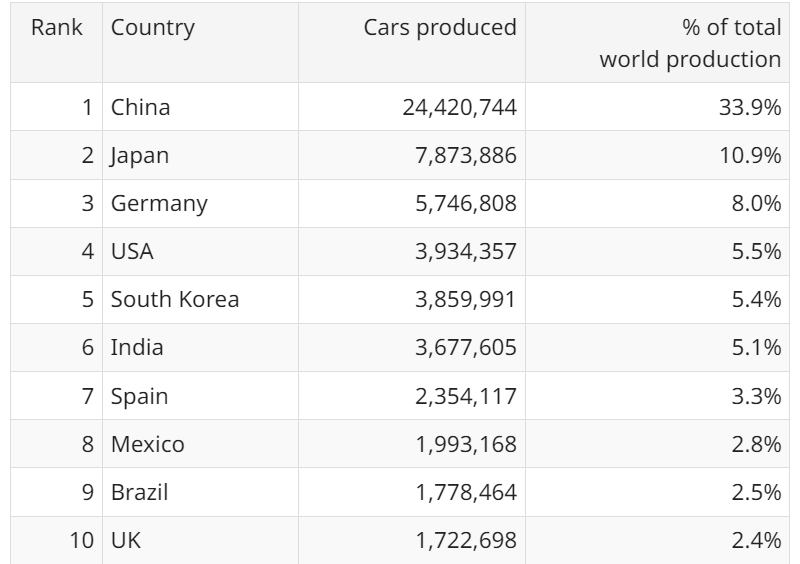 Rank Country Cars produced % of total
world production
1 China 24,420,744 33.9%
2 Japan 7,873,886 10.9%
3 Germany 5,746,808 8.0%
4 USA 3,934,357 5.5%
5 South Korea 3,859,991 5.4%
6 India 3,677,605 5.1%
7 Spain 2,354,117 3.3%
8 Mexico 1,993,168 2.8%
9 Brazil 1,778,464 2.5%
10 UK 1,722,698 2.4%